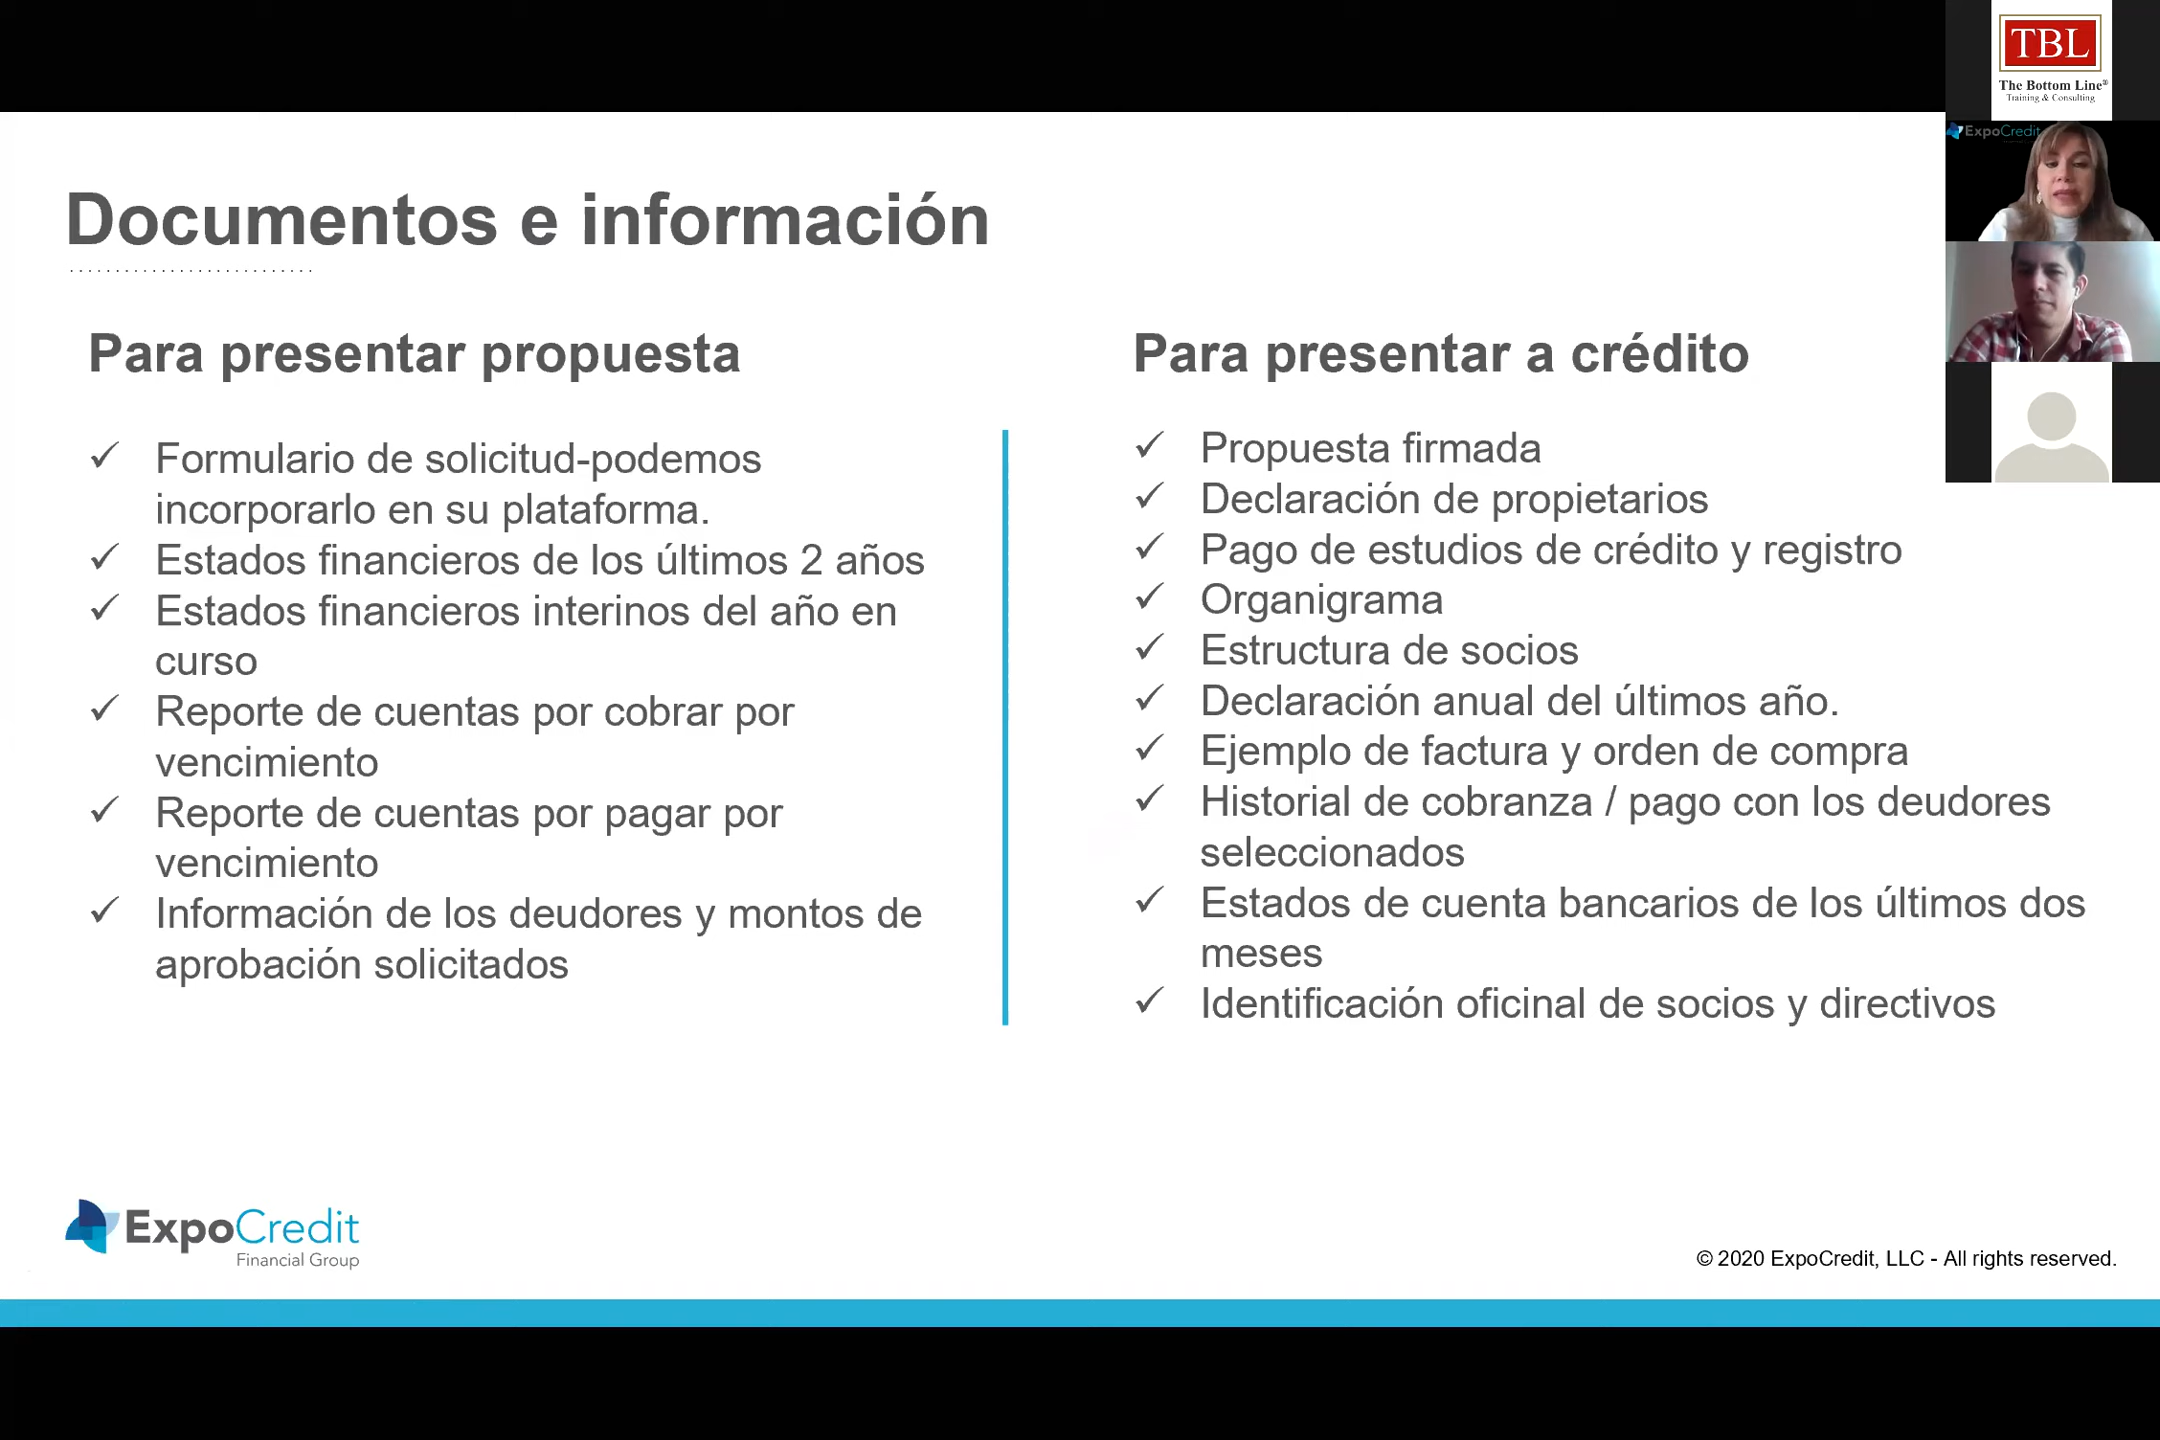 TBL
The Bottom Line®
Training & Consulting
ExpoCredit
Documentos e información
Para presentar propuesta
✓ Formulario de solicitud-podemos
incorporarlo en su plataforma.
✓ Estados financieros de los últimos 2 años
✓ Estados financieros interinos del año en
curso
✓ Reporte de cuentas por cobrar por
vencimiento
✓ Reporte de cuentas por pagar por
vencimiento
✓ Información de los deudores y montos de
aprobación solicitados
Para presentar a crédito
✓ Propuesta firmada
✓ Declaración de propietarios
✓ Pago de estudios de crédito y registro
✓ Organigrama
✓ Estructura de socios
✓ Declaración anual del últimos año.
✓ Ejemplo de factura y orden de compra
✓ Historial de cobranza / pago con los deudores
seleccionados
✓ Estados de cuenta bancarios de los últimos dos
meses
✓ Identificación oficinal de socios y directivos
ExpoCredit
Financial Group
© 2020 ExpoCredit, LLC - All rights reserved.